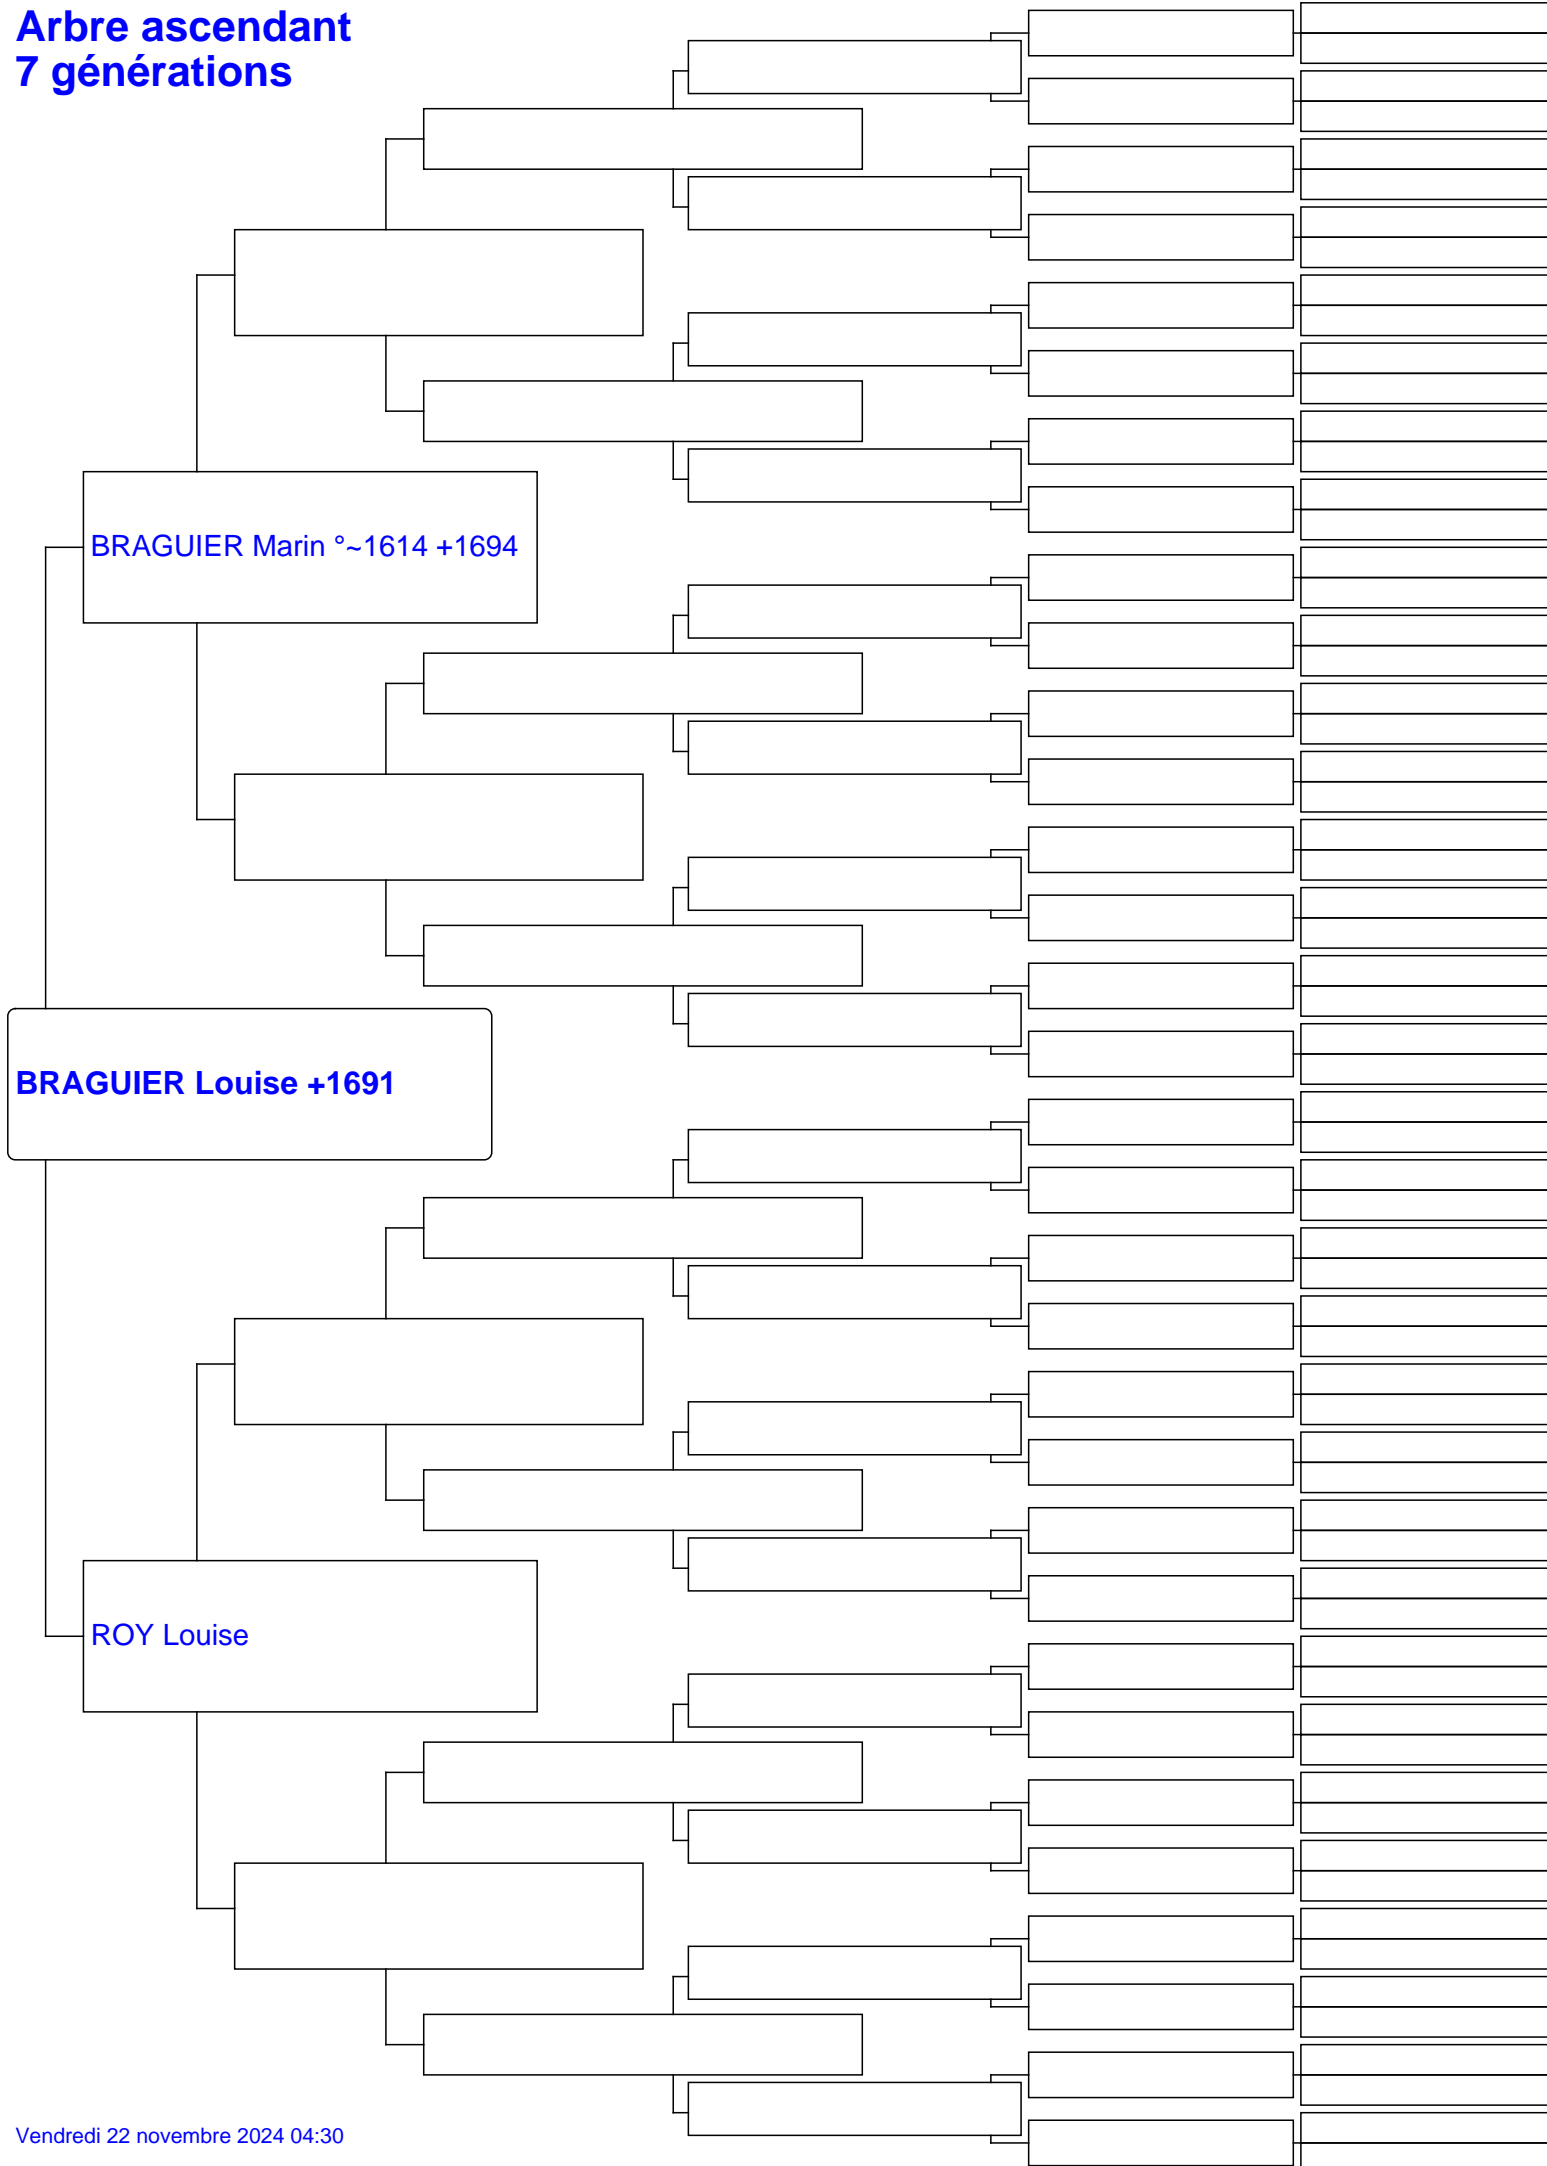 Arbre ascendant
7 générations
BRAGUIER Marin °~1614 +1694
BRAGUIER Louise +1691
ROY Louise
Vendredi 22 novembre 2024 04:30